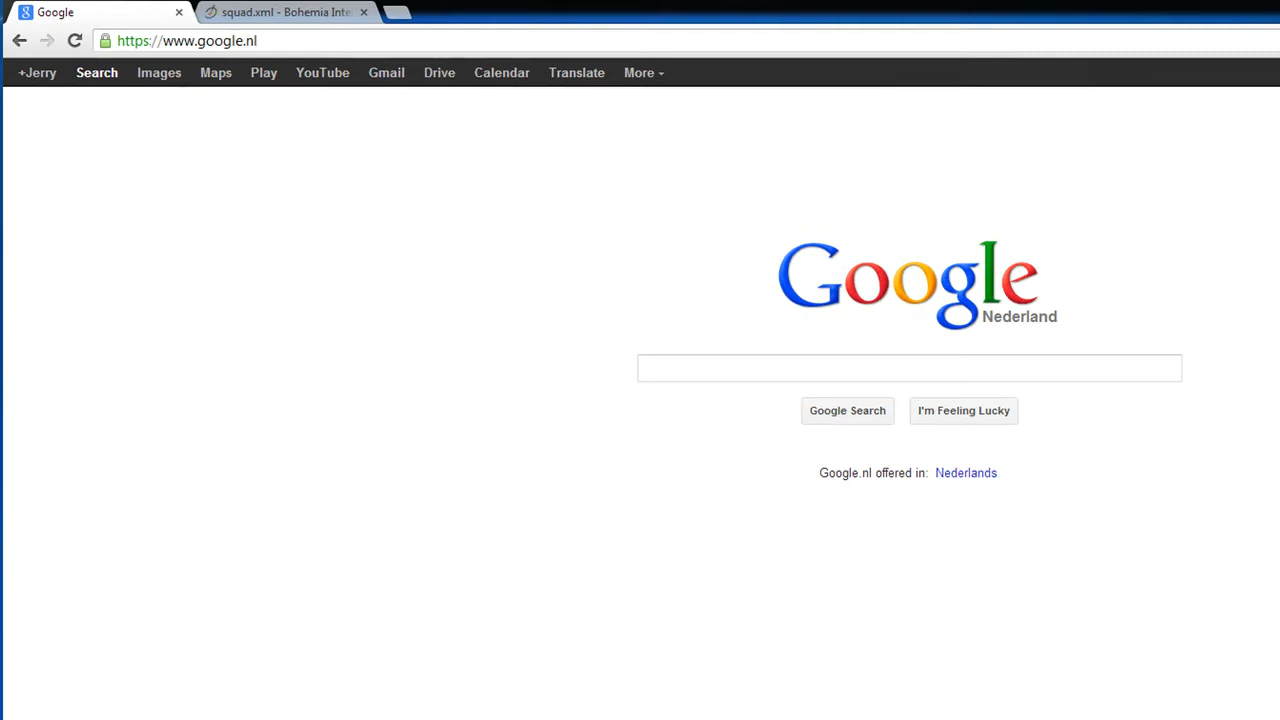 Google
squad.xml - Bohemia Inte
https://www.google.nl
+Jerry Search Images Maps Play YouTube Gmail Drive Calendar Translate More
Google
Nederland
Google Search I'm Feeling Lucky
Google.nl offered in: Nederlands